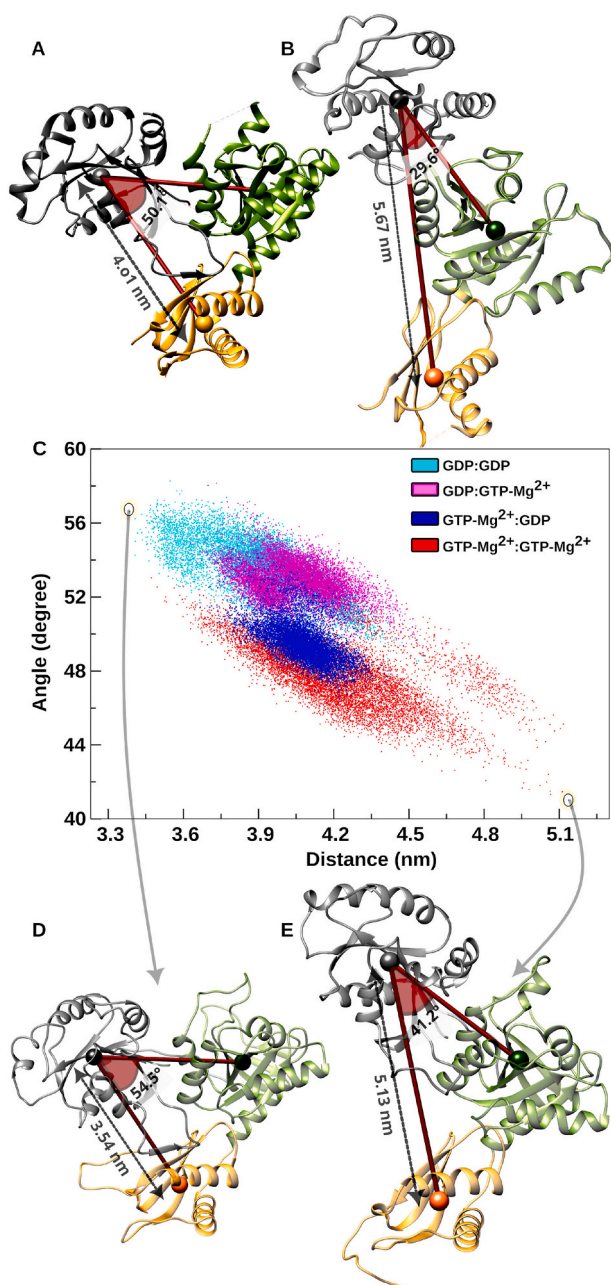 A
B
50.1°
4.01 nm
29.6°
5.67 nm
C
60
56
52
48
44
40
Angle (degree)
GDP:GDP
GDP:GTP-Mg²⁺
GTP-Mg²⁺:GDP
GTP-Mg²⁺:GTP-Mg²⁺
3.3 3.6 3.9 4.2 4.5 4.8 5.1
Distance (nm)
D
E
54.5°
3.54 nm
41.2°
5.13 nm